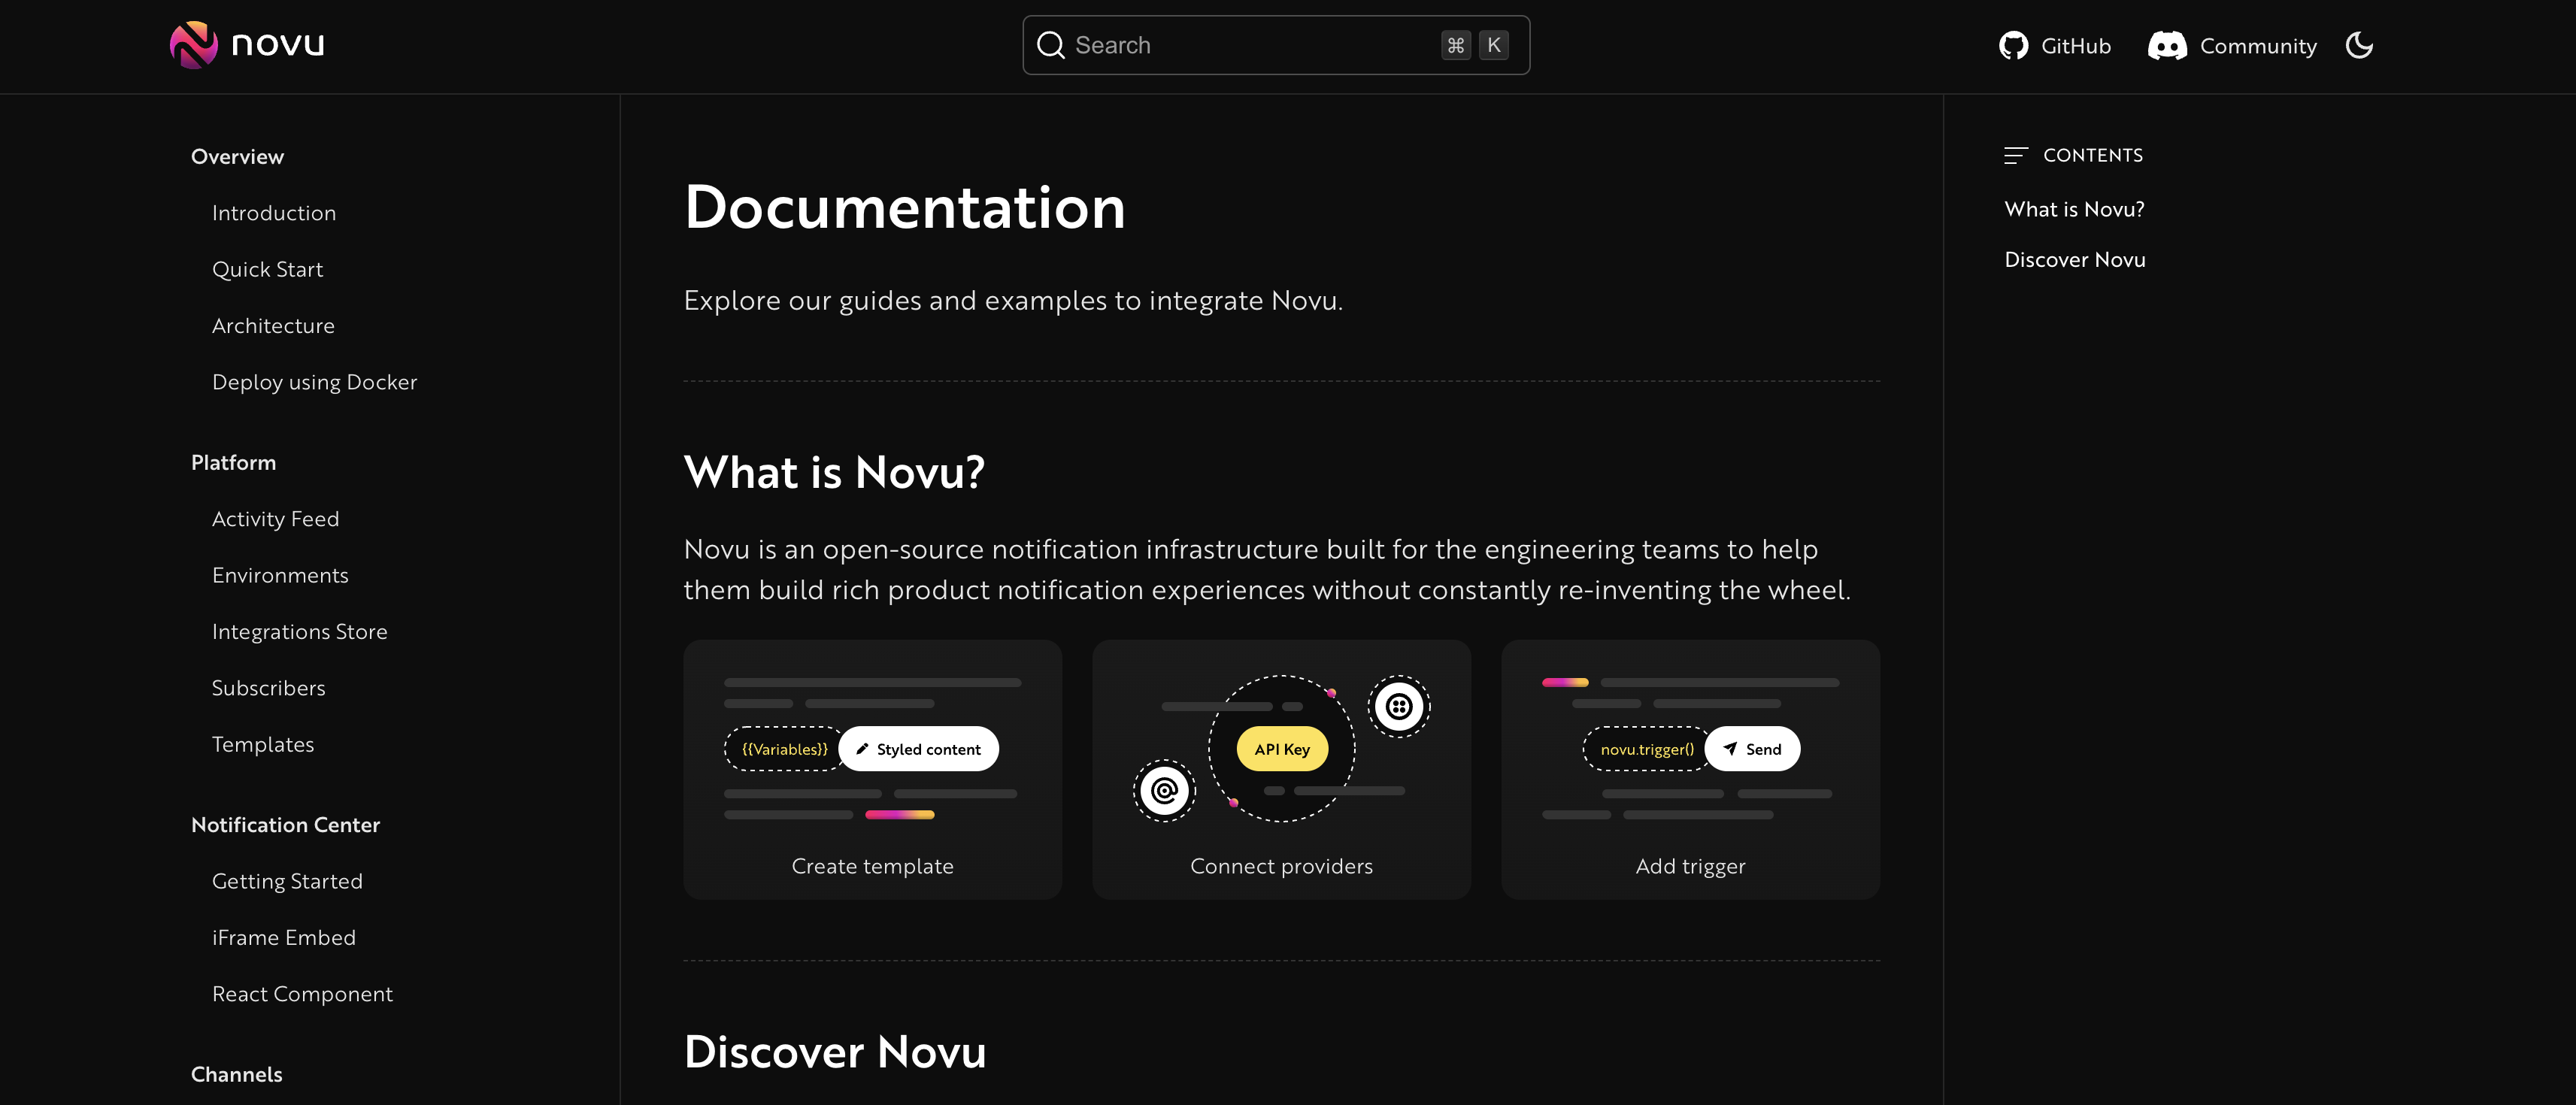 novu
Search ⌘ K
GitHub
Community
Overview
Introduction
Quick Start
Architecture
Deploy using Docker
Platform
Activity Feed
Environments
Integrations Store
Subscribers
Templates
Notification Center
Getting Started
iFrame Embed
React Component
Channels
Documentation
Explore our guides and examples to integrate Novu.
What is Novu?
Novu is an open-source notification infrastructure built for the engineering teams to help
them build rich product notification experiences without constantly re-inventing the wheel.
{{Variables}} Styled content
Create template
API Key
Connect providers
novu.trigger() Send
Add trigger
Discover Novu
CONTENTS
What is Novu?
Discover Novu